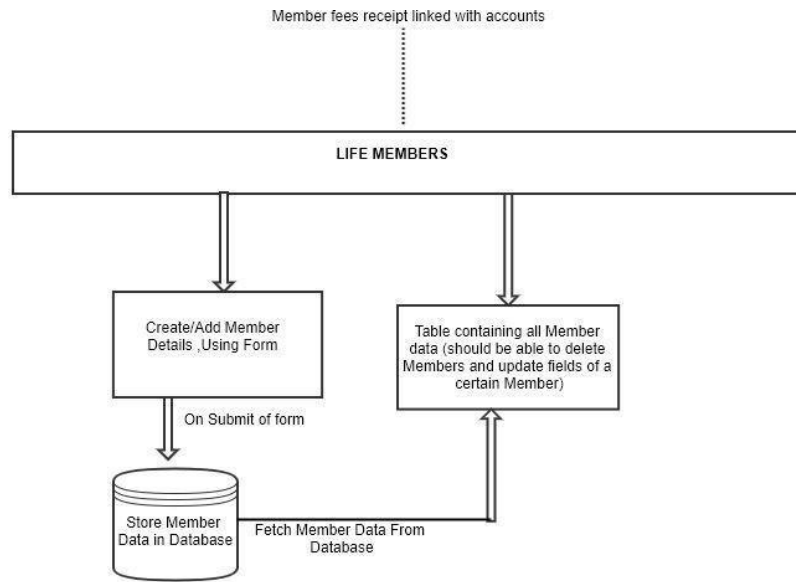 Member fees receipt linked with accounts
LIFE MEMBERS
Create/Add Member
Details ,Using Form
Table containing all Member
data (should be able to delete
Members and update fields of a
certain Member)
On Submit of form
Store Member
Data in Database
Fetch Member Data From
Database